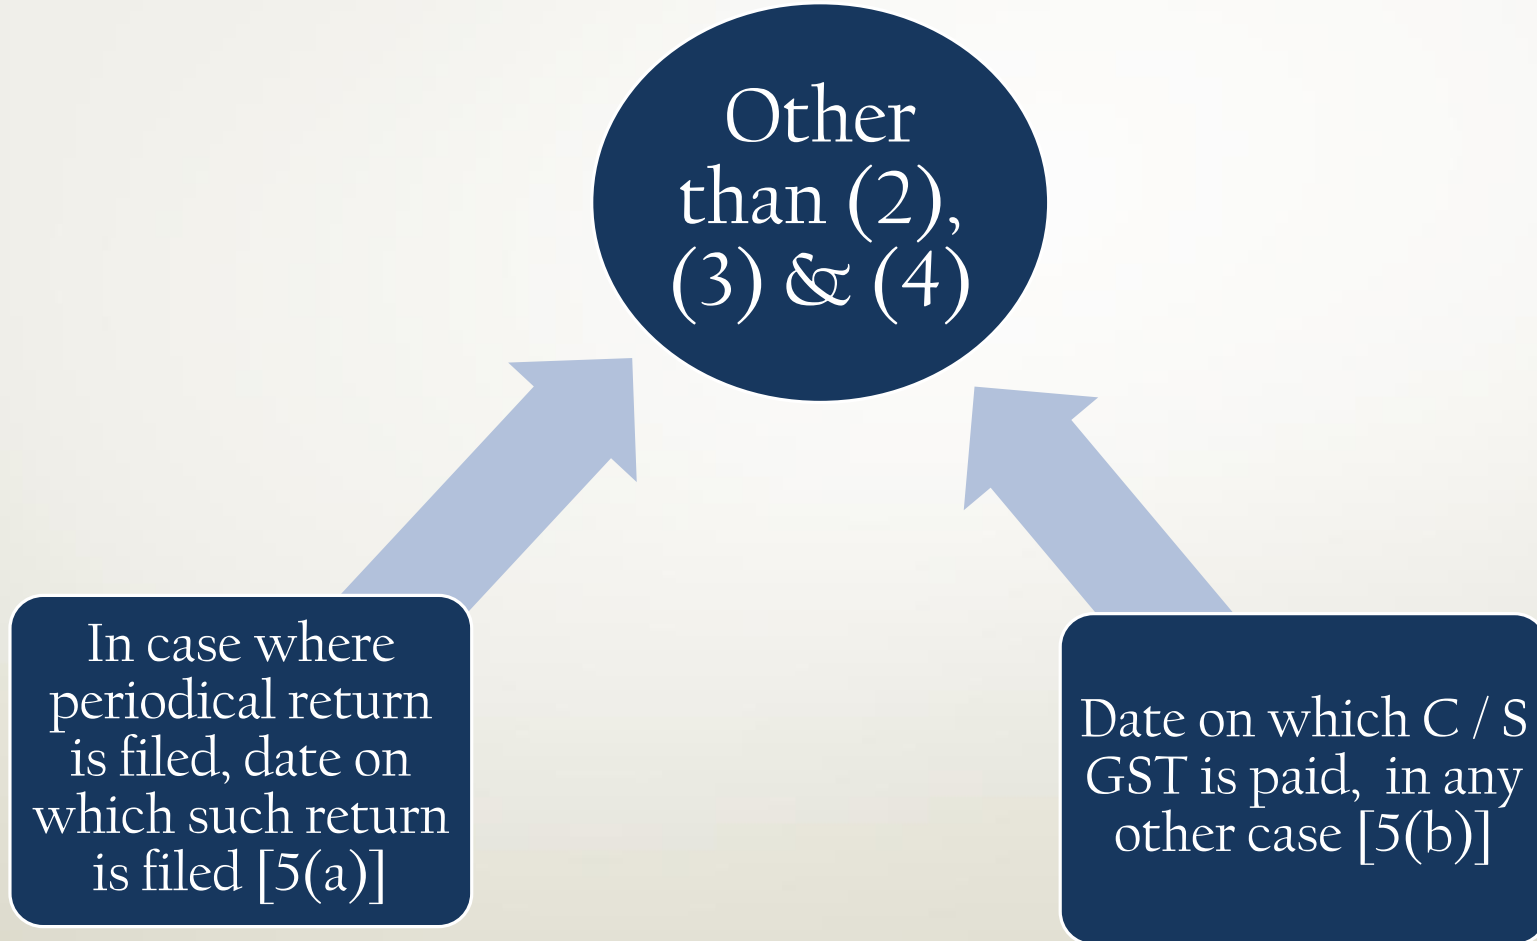 Other
than (2),
(3) & (4)
In case where
periodical return
is filed, date on
which such return
is filed [5(a)]
Date on which C / S
GST is paid,  in any
other case [5(b)]